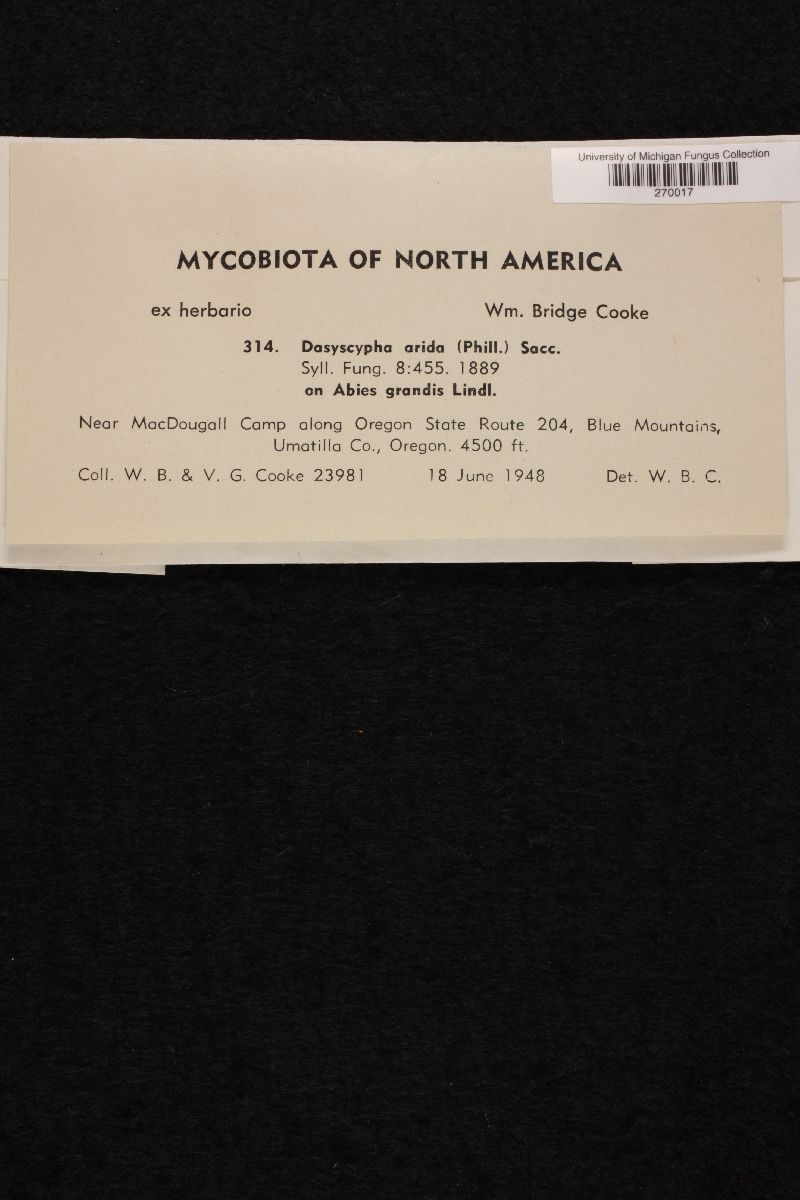 University of Michigan Fungus Collection
270017
MYCOBIOTA OF NORTH AMERICA
ex herbario Wm. Bridge Cooke
314. Dasyscypha arida (Phill.) Sacc.
Syll. Fung. 8:455. 1889
on Abies grandis Lindl.
Near MacDougall Camp along Oregon State Route 204, Blue Mountains,
Umatilla Co., Oregon. 4500 ft.
Coll. W. B. & V. G. Cooke 23981 18 June 1948 Det. W. B. C.